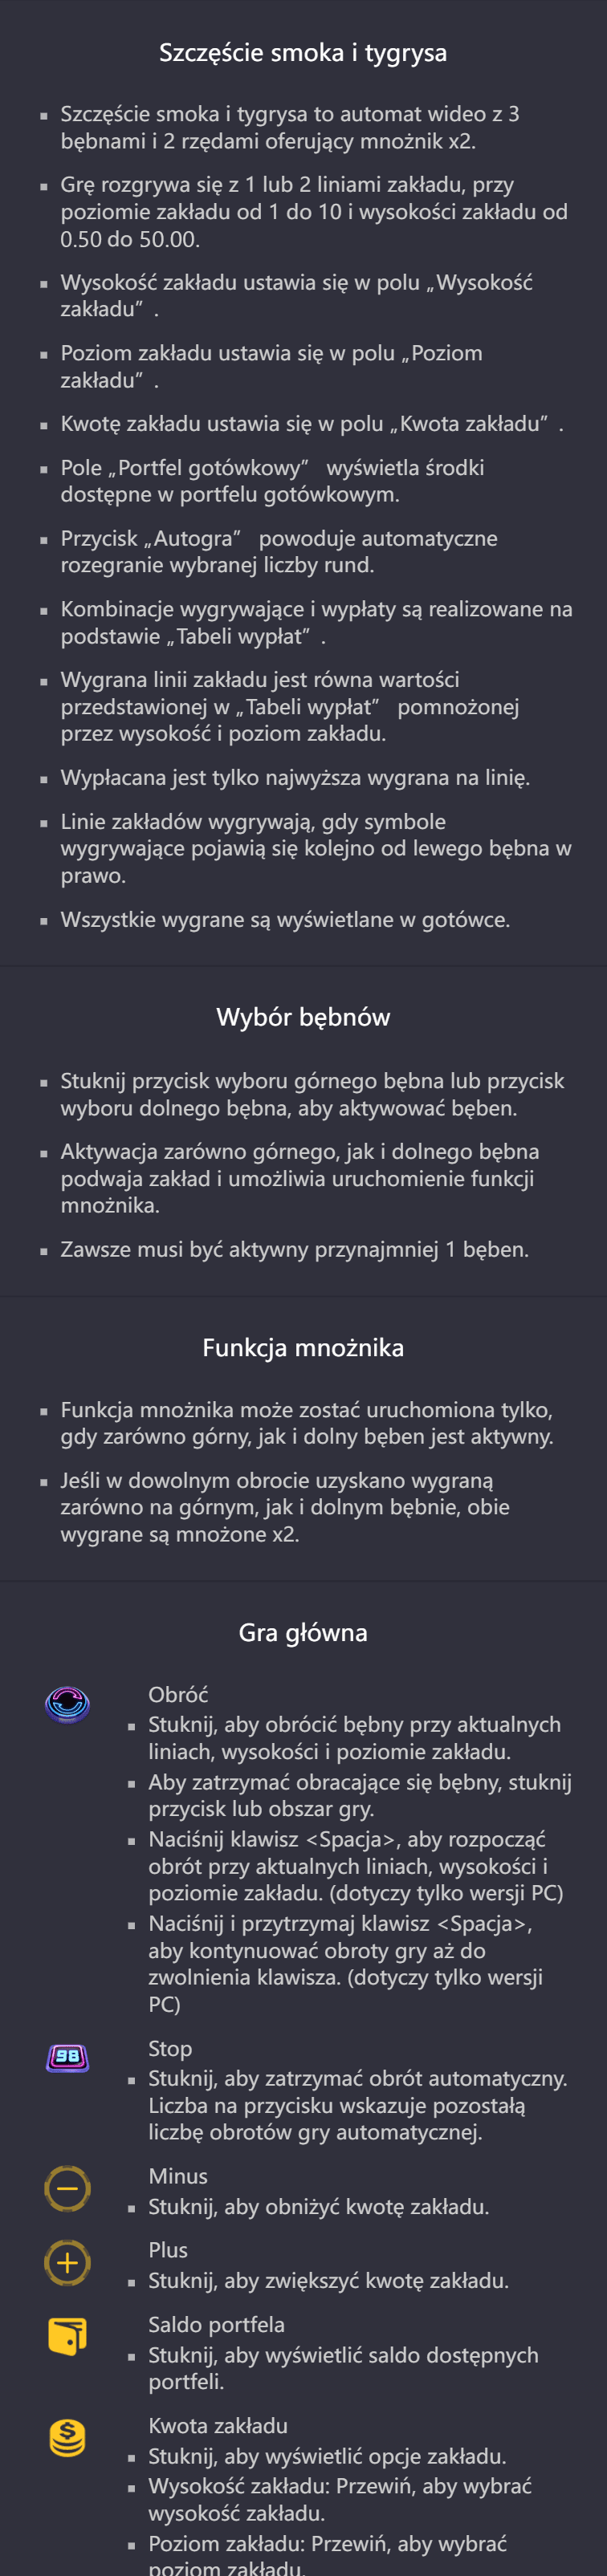 Szczęście smoka i tygrysa
▪ Szczęście smoka i tygrysa to automat wideo z 3
bębnami i 2 rzędami oferujący mnożnik x2.
▪ Grę rozgrywa się z 1 lub 2 liniami zakładu, przy
poziomie zakładu od 1 do 10 i wysokości zakładu od
0.50 do 50.00.
▪ Wysokość zakładu ustawia się w polu „Wysokość
zakładu” .
▪ Poziom zakładu ustawia się w polu „Poziom
zakładu” .
▪ Kwotę zakładu ustawia się w polu „Kwota zakładu” .
▪ Pole „Portfel gotówkowy” wyświetla środki
dostępne w portfelu gotówkowym.
▪ Przycisk „Autogra” powoduje automatyczne
rozegranie wybranej liczby rund.
▪ Kombinacje wygrywające i wypłaty są realizowane na
podstawie „Tabeli wypłat” .
▪ Wygrana linii zakładu jest równa wartości
przedstawionej w „Tabeli wypłat” pomnożonej
przez wysokość i poziom zakładu.
▪ Wypłacana jest tylko najwyższa wygrana na linię.
▪ Linie zakładów wygrywają, gdy symbole
wygrywające pojawią się kolejno od lewego bębna w
prawo.
▪ Wszystkie wygrane są wyświetlane w gotówce.
Wybór bębnów
▪ Stuknij przycisk wyboru górnego bębna lub przycisk
wyboru dolnego bębna, aby aktywować bęben.
▪ Aktywacja zarówno górnego, jak i dolnego bębna
podwaja zakład i umożliwia uruchomienie funkcji
mnożnika.
▪ Zawsze musi być aktywny przynajmniej 1 bęben.
Funkcja mnożnika
▪ Funkcja mnożnika może zostać uruchomiona tylko,
gdy zarówno górny, jak i dolny bęben jest aktywny.
▪ Jeśli w dowolnym obrocie uzyskano wygraną
zarówno na górnym, jak i dolnym bębnie, obie
wygrane są mnożone x2.
Gra główna
Obróć
▪ Stuknij, aby obrócić bębny przy aktualnych
liniach, wysokości i poziomie zakładu.
▪ Aby zatrzymać obracające się bębny, stuknij
przycisk lub obszar gry.
▪ Naciśnij klawisz <Spacja>, aby rozpocząć
obrót przy aktualnych liniach, wysokości i
poziomie zakładu. (dotyczy tylko wersji PC)
▪ Naciśnij i przytrzymaj klawisz <Spacja>,
aby kontynuować obroty gry aż do
zwolnienia klawisza. (dotyczy tylko wersji
PC)
98
Stop
▪ Stuknij, aby zatrzymać obrót automatyczny.
Liczba na przycisku wskazuje pozostałą
liczbę obrotów gry automatycznej.
Minus
▪ Stuknij, aby obniżyć kwotę zakładu.
Plus
▪ Stuknij, aby zwiększyć kwotę zakładu.
Saldo portfela
▪ Stuknij, aby wyświetlić saldo dostępnych
portfeli.
$
Kwota zakładu
▪ Stuknij, aby wyświetlić opcje zakładu.
▪ Wysokość zakładu: Przewiń, aby wybrać
wysokość zakładu.
▪ Poziom zakładu: Przewiń, aby wybrać
poziom zakładu.